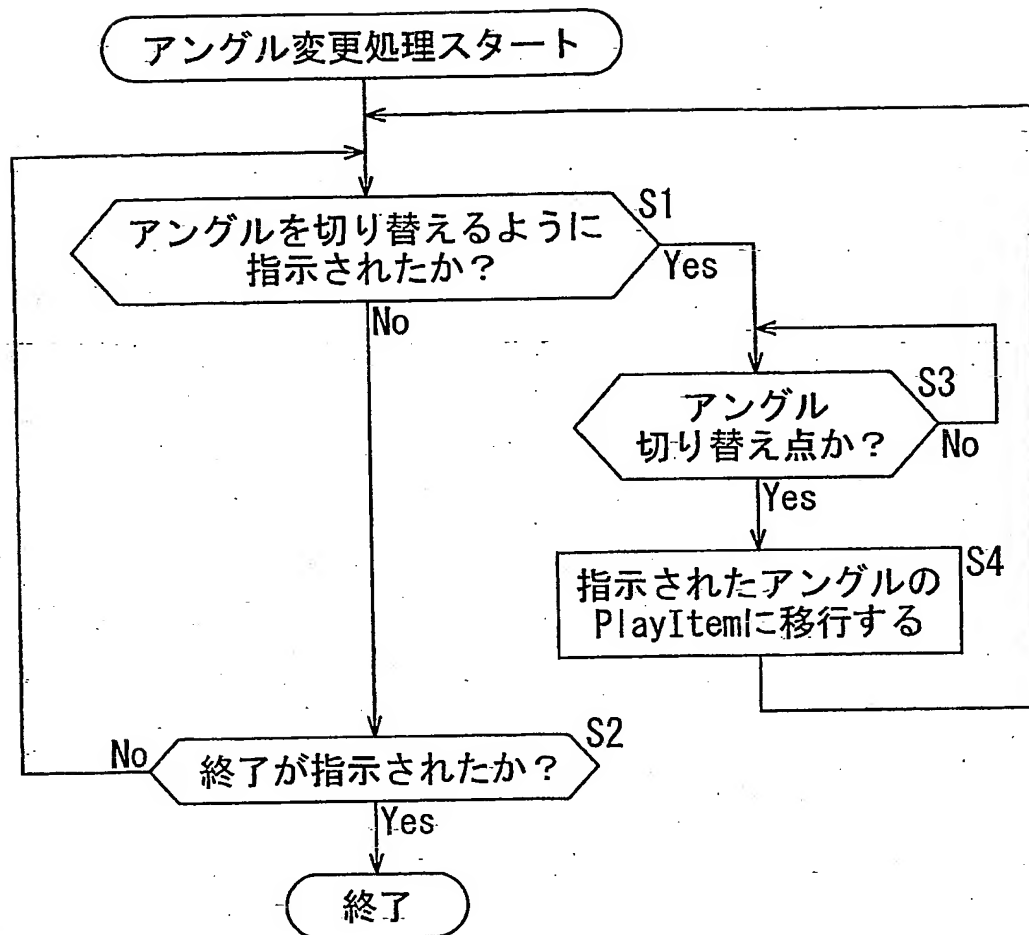 アングル変更処理スタート
アングルを切り替えるように
指示されたか?
S1
Yes
No
アングル
切り替え点か?
S3
No
Yes
指示されたアングルの
PlayItemに移行する
S4
終了が指示されたか?
S2
No
Yes
終了